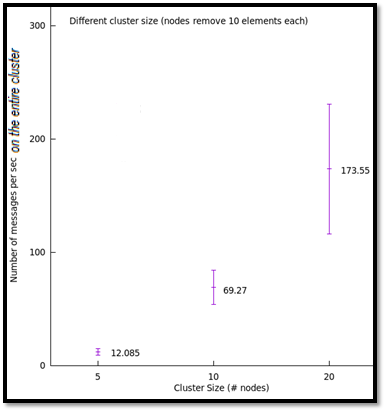 Different cluster size (nodes remove 10 elements each)
300
200
100
0
Number of messages per sec on the entire cluster
173.55
69.27
12.085
5 10 20
Cluster Size (# nodes)